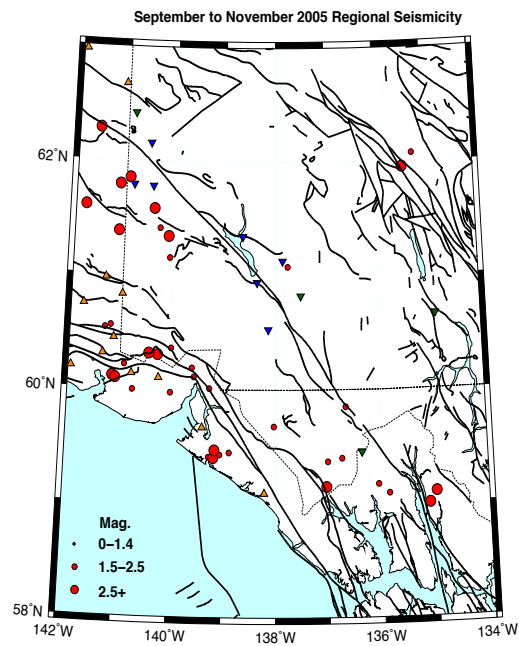 September to November 2005 Regional Seismicity
62°N
60°N
Mag.
0–1.4
1.5–2.5
2.5+
58°N
142°W 140°W 138°W 136°W 134°W